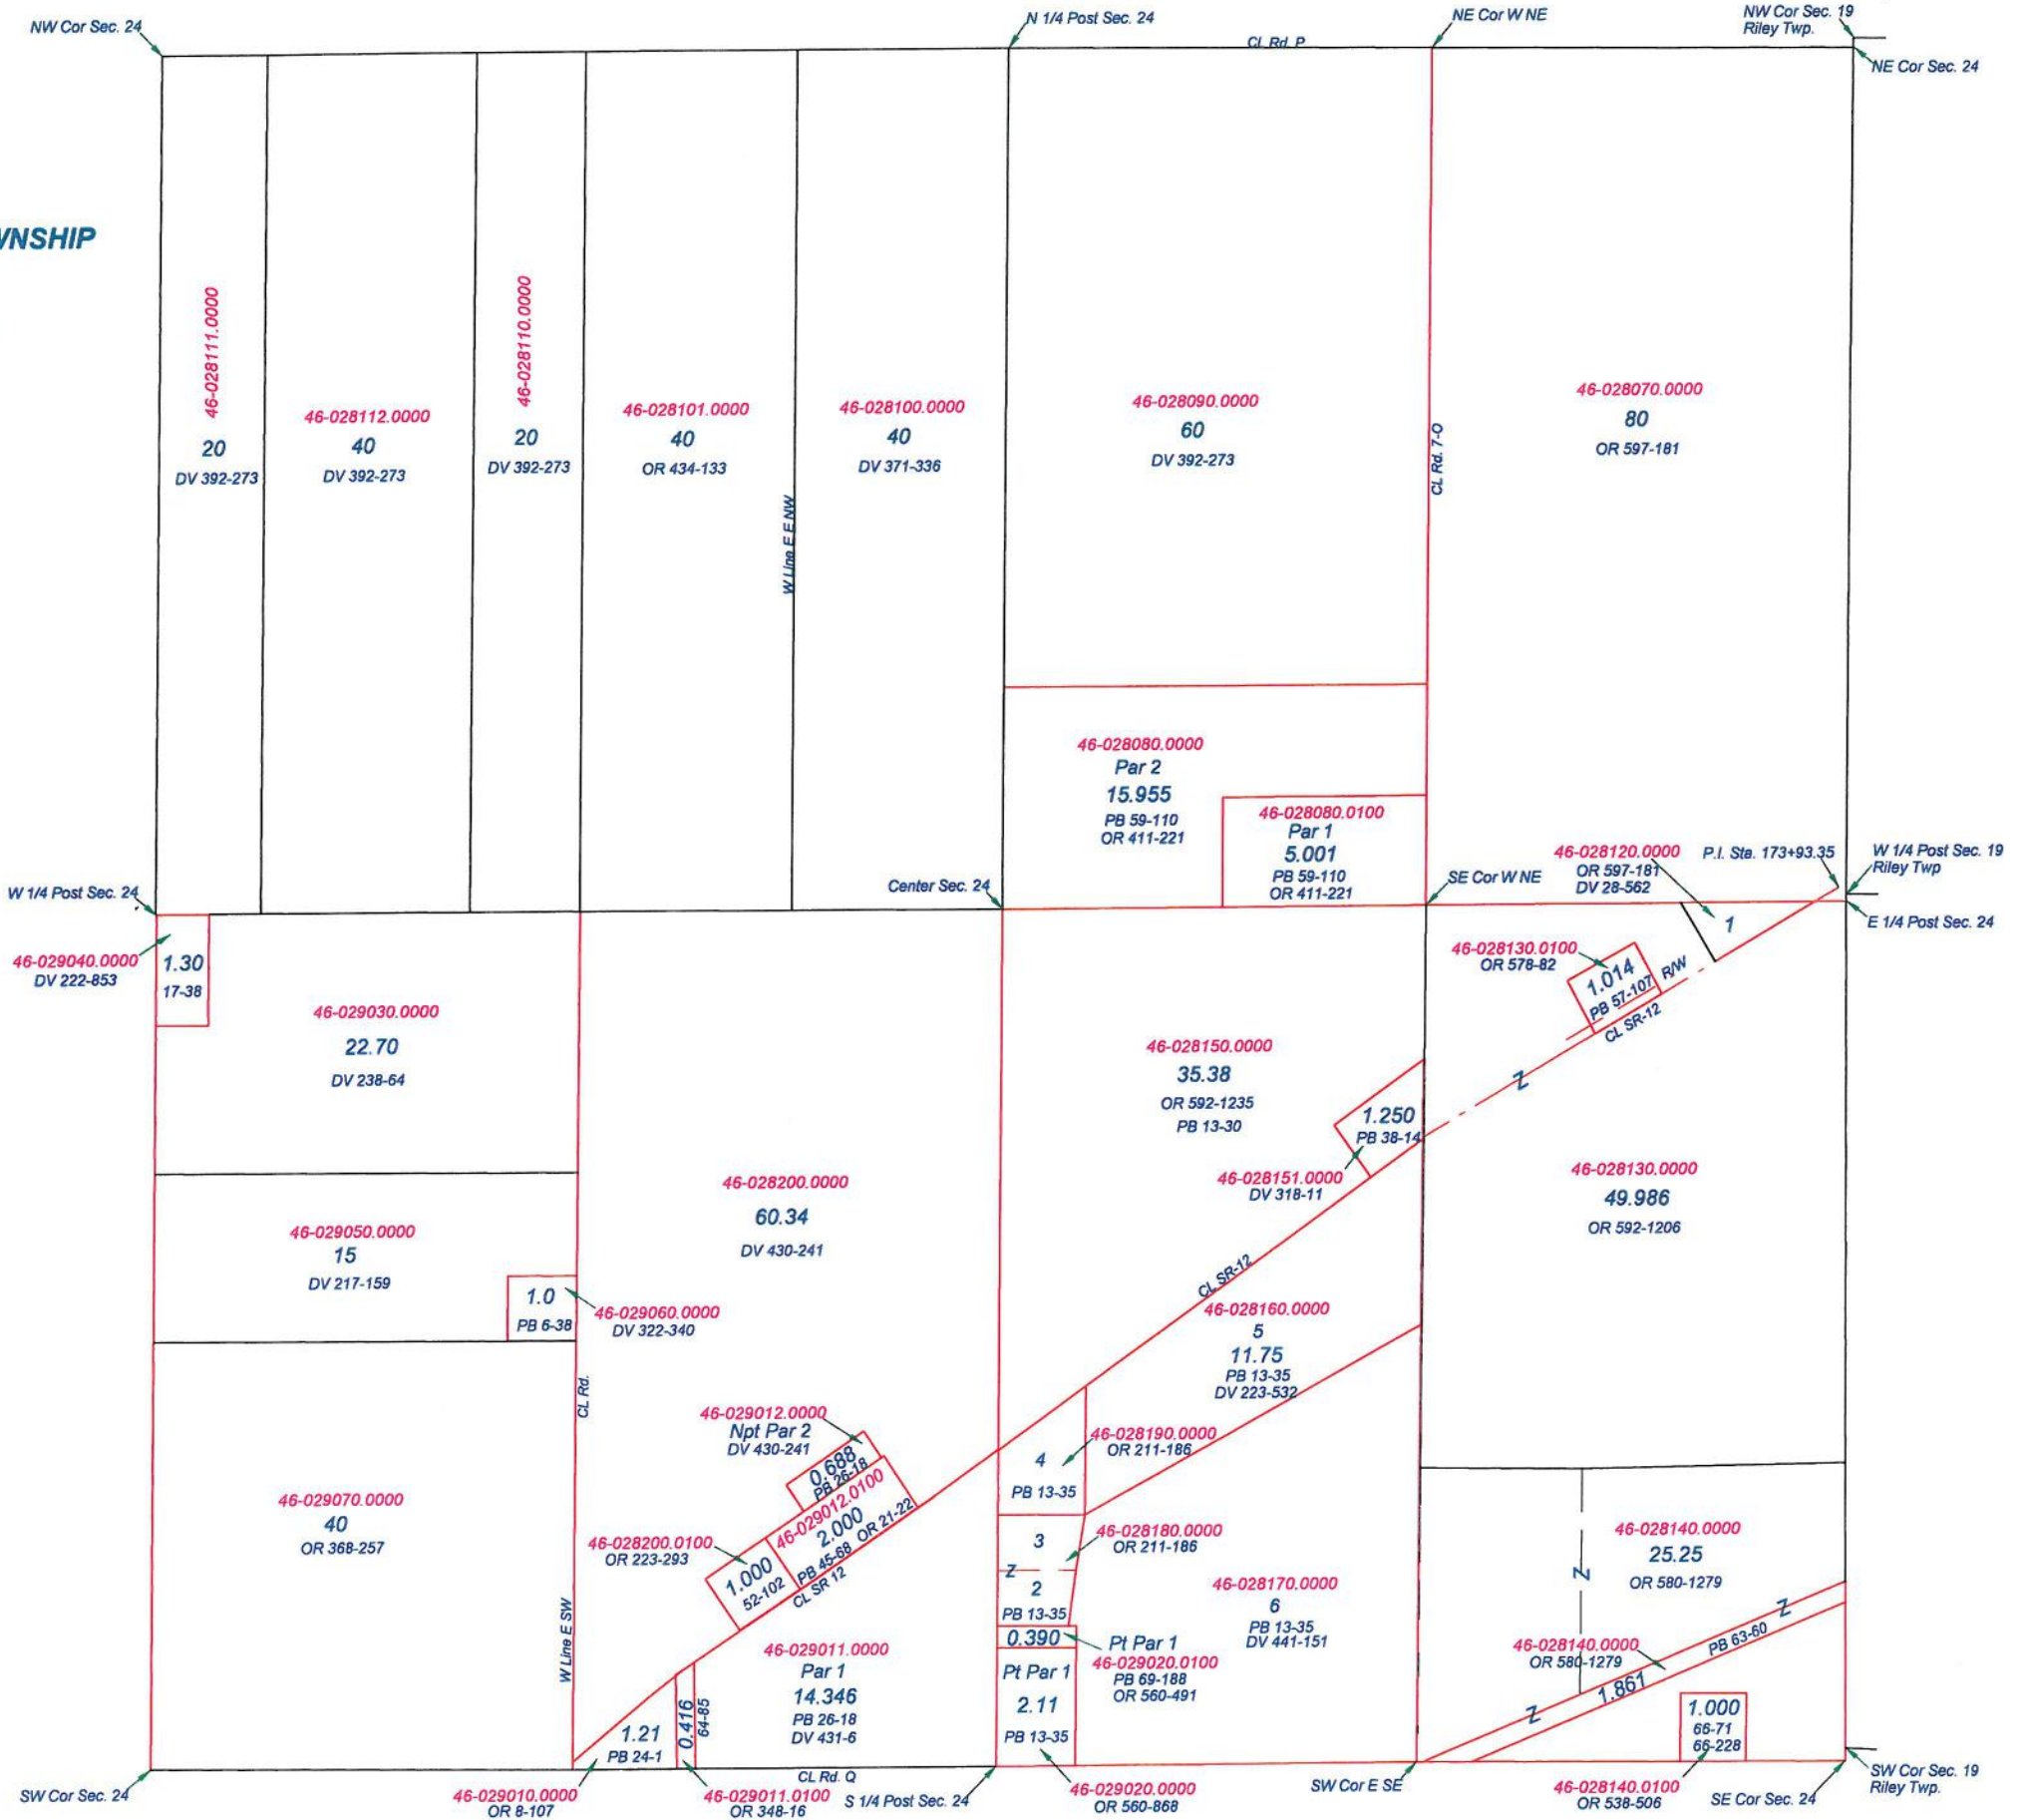 NW Cor Sec. 24
N 1/4 Post Sec. 24
CL Rd. P
NE Cor W NE
NW Cor Sec. 19
Riley Twp.
NE Cor Sec. 24
WNSHIP
46-028111.0000
20
DV 392-273
46-028112.0000
40
DV 392-273
46-028110.0000
20
DV 392-273
46-028101.0000
40
OR 434-133
W Line E E NW
46-028100.0000
40
DV 371-336
46-028090.0000
60
DV 392-273
CL Rd. 7-O
46-028070.0000
80
OR 597-181
46-028080.0000
Par 2
15.955
PB 59-110
OR 411-221
46-028080.0100
Par 1
5.001
PB 59-110
OR 411-221
W 1/4 Post Sec. 24
Center Sec. 24
SE Cor W NE
46-028120.0000
OR 597-181
DV 28-562
P.I. Sta. 173+93.35
W 1/4 Post Sec. 19
Riley Twp
E 1/4 Post Sec. 24
1
46-029040.0000
DV 222-853
1.30
17-38
46-029030.0000
22.70
DV 238-64
46-028130.0100
OR 578-82
1.014
PB 57-107
R/W
CL SR-12
Z
46-028150.0000
35.38
OR 592-1235
PB 13-30
1.250
PB 38-14
46-028151.0000
DV 318-11
46-028130.0000
49.986
OR 592-1206
46-028200.0000
60.34
DV 430-241
46-029050.0000
15
DV 217-159
1.0
PB 6-38
46-029060.0000
DV 322-340
CL SR-12
46-028160.0000
5
11.75
PB 13-35
DV 223-532
CL Rd.
46-029012.0000
Npt Par 2
DV 430-241
0.688
PB 26-18
46-029012.0100
2.000
PB 45-68 OR 21-22
CL SR 12
46-028200.0100
OR 223-293
1.000
52-102
4
PB 13-35
46-028190.0000
OR 211-186
3
46-028180.0000
OR 211-186
Z
2
PB 13-35
46-029070.0000
40
OR 368-257
W Line E SW
46-028170.0000
6
PB 13-35
DV 441-151
46-028140.0000
25.25
OR 580-1279
Z
Z
46-028140.0000
OR 580-1279
PB 63-60
1.861
Z
0.390
Pt Par 1
46-029020.0100
PB 69-188
OR 560-491
Pt Par 1
2.11
PB 13-35
46-029011.0000
Par 1
14.346
PB 26-18
DV 431-6
0.416
64-85
1.21
PB 24-1
1.000
66-71
66-228
SW Cor Sec. 24
46-029010.0000
OR 8-107
46-029011.0100
OR 348-16
CL Rd. Q
S 1/4 Post Sec. 24
46-029020.0000
OR 560-868
SW Cor E SE
46-028140.0100
OR 538-506
SE Cor Sec. 24
SW Cor Sec. 19
Riley Twp.